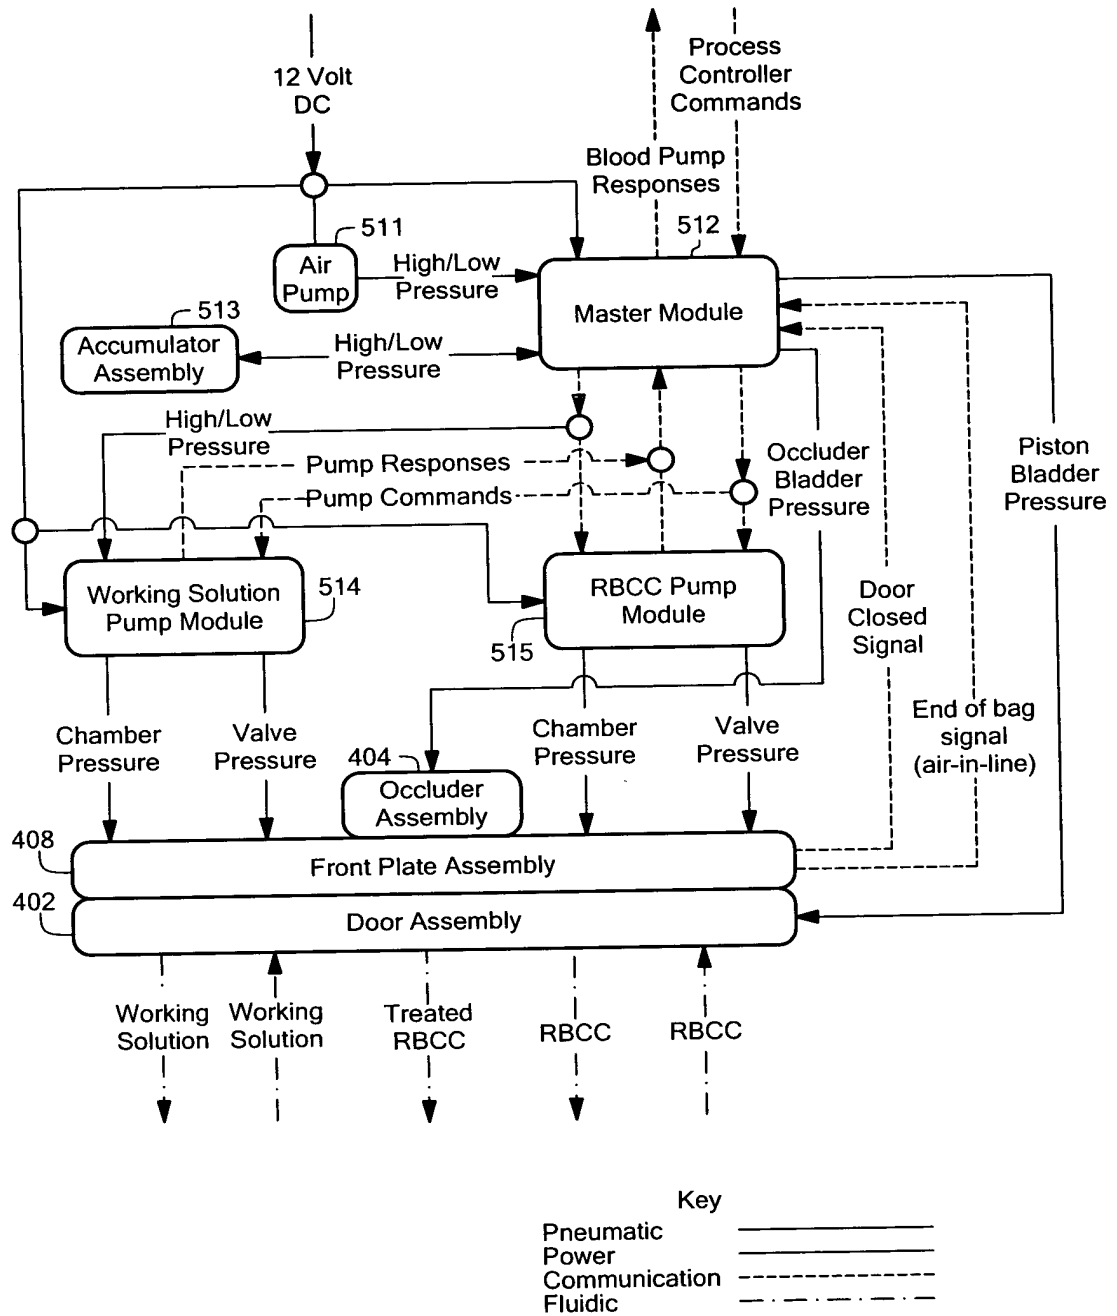 12 Volt
DC
Process
Controller
Commands
Blood Pump
Responses
511
512
Air
Pump
High/Low
Pressure
Master Module
513
Accumulator
Assembly
High/Low
Pressure
High/Low
Pressure
Pump Responses
Pump Commands
Occluder
Bladder
Pressure
Piston
Bladder
Pressure
Working Solution
Pump Module
514
RBCC Pump
Module
515
Door
Closed
Signal
End of bag
signal
(air-in-line)
Chamber
Pressure
Valve
Pressure
Chamber
Pressure
Valve
Pressure
404
Occluder
Assembly
408
Front Plate Assembly
402
Door Assembly
Working
Solution
Working
Solution
Treated
RBCC
RBCC
RBCC
Key
Pneumatic
Power
Communication
Fluidic